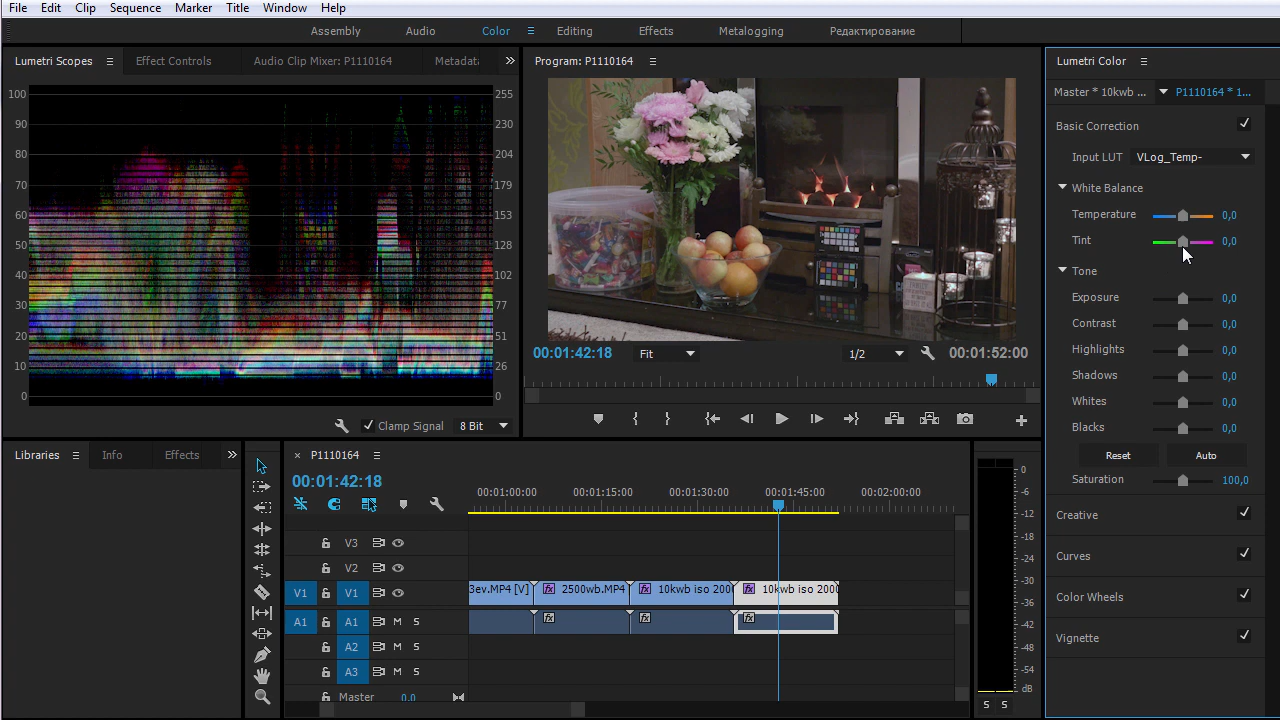 File Edit Clip Sequence Marker Title Window Help
Assembly Audio Color Editing Effects Metalogging Редактирование
Lumetri Scopes Effect Controls Audio Clip Mixer: P1110164 Metadata
100 255
90 230
80 204
70 179
60 153
50 128
40 102
30 77
20 51
10 26
0 0
Clamp Signal 8 Bit
Program: P1110164
00:01:42:18 Fit 1/2 00:01:52:00
Lumetri Color
Master * 10kwb ... P1110164 * 1...
Basic Correction
Input LUT VLog_Temp-
White Balance
Temperature 0,0
Tint 0,0
Tone
Exposure 0,0
Contrast 0,0
Highlights 0,0
Shadows 0,0
Whites 0,0
Blacks 0,0
Reset Auto
Saturation 100,0
Creative
Curves
Color Wheels
Vignette
Libraries Info Effects
× P1110164
00:01:42:18
00:01:00:00 00:01:15:00 00:01:30:00 00:01:45:00 00:02:00:00
V3
V2
V1 V1 3ev.MP4 [V] fx 2500wb.MP4 fx 10kwb iso 200 fx 10kwb iso 2000
A1 A1 M S fx fx fx
A2 M S
A3 M S
Master 0,0
0
-6
-12
-18
-24
-30
-36
-42
-48
-54
dB
S S